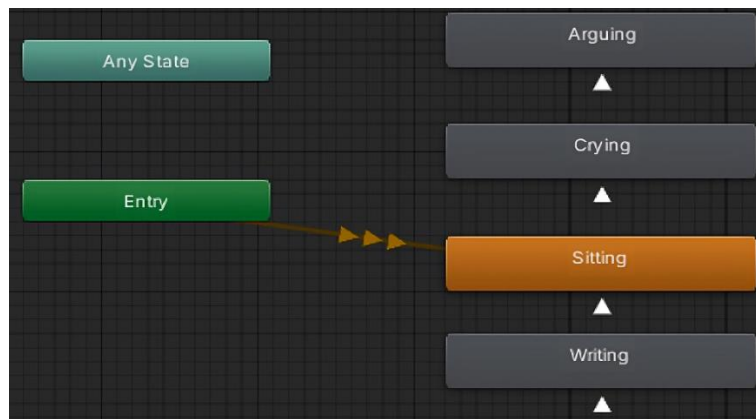 Any State
Entry
Arguing
Crying
Sitting
Writing